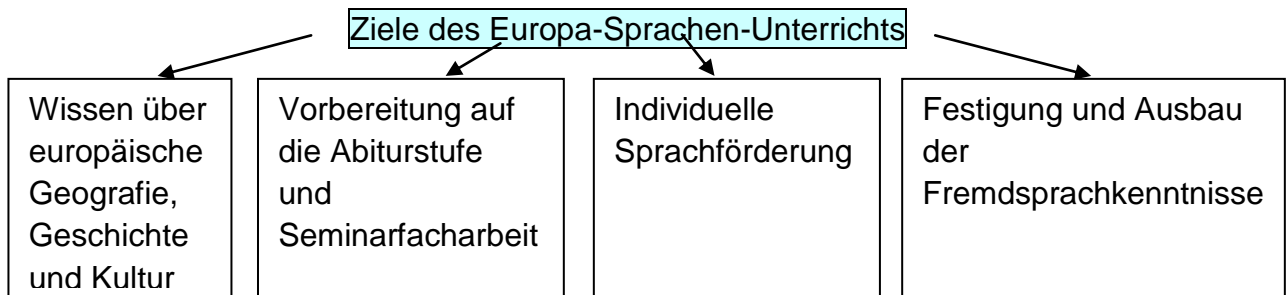 Ziele des Europa-Sprachen-Unterrichts
Wissen über
europäische
Geografie,
Geschichte
und Kultur
Vorbereitung auf
die Abiturstufe
und
Seminarfacharbeit
Individuelle
Sprachförderung
Festigung und Ausbau
der
Fremdsprachkenntnisse